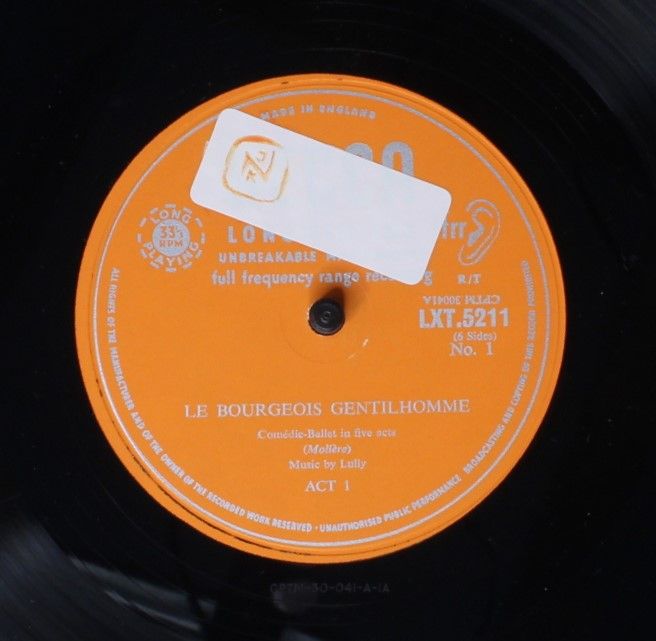 MADE IN ENGLAND
LONG PLAYING
33⅓ RPM
UNBREAKABLE
full frequency range
R/T
CPTM 30041A
LXT.5211
(6 Sides)
No. 1
LE BOURGEOIS GENTILHOMME
Comédie-Ballet in five acts
(Molière)
Music by Lully
ACT 1
ALL RIGHTS OF THE MANUFACTURER AND OF THE OWNER OF THE RECORDED WORK RESERVED · UNAUTHORISED PUBLIC PERFORMANCE BROADCASTING AND COPYING OF THIS RECORD PROHIBITED
CPTM-30-041-A-1A